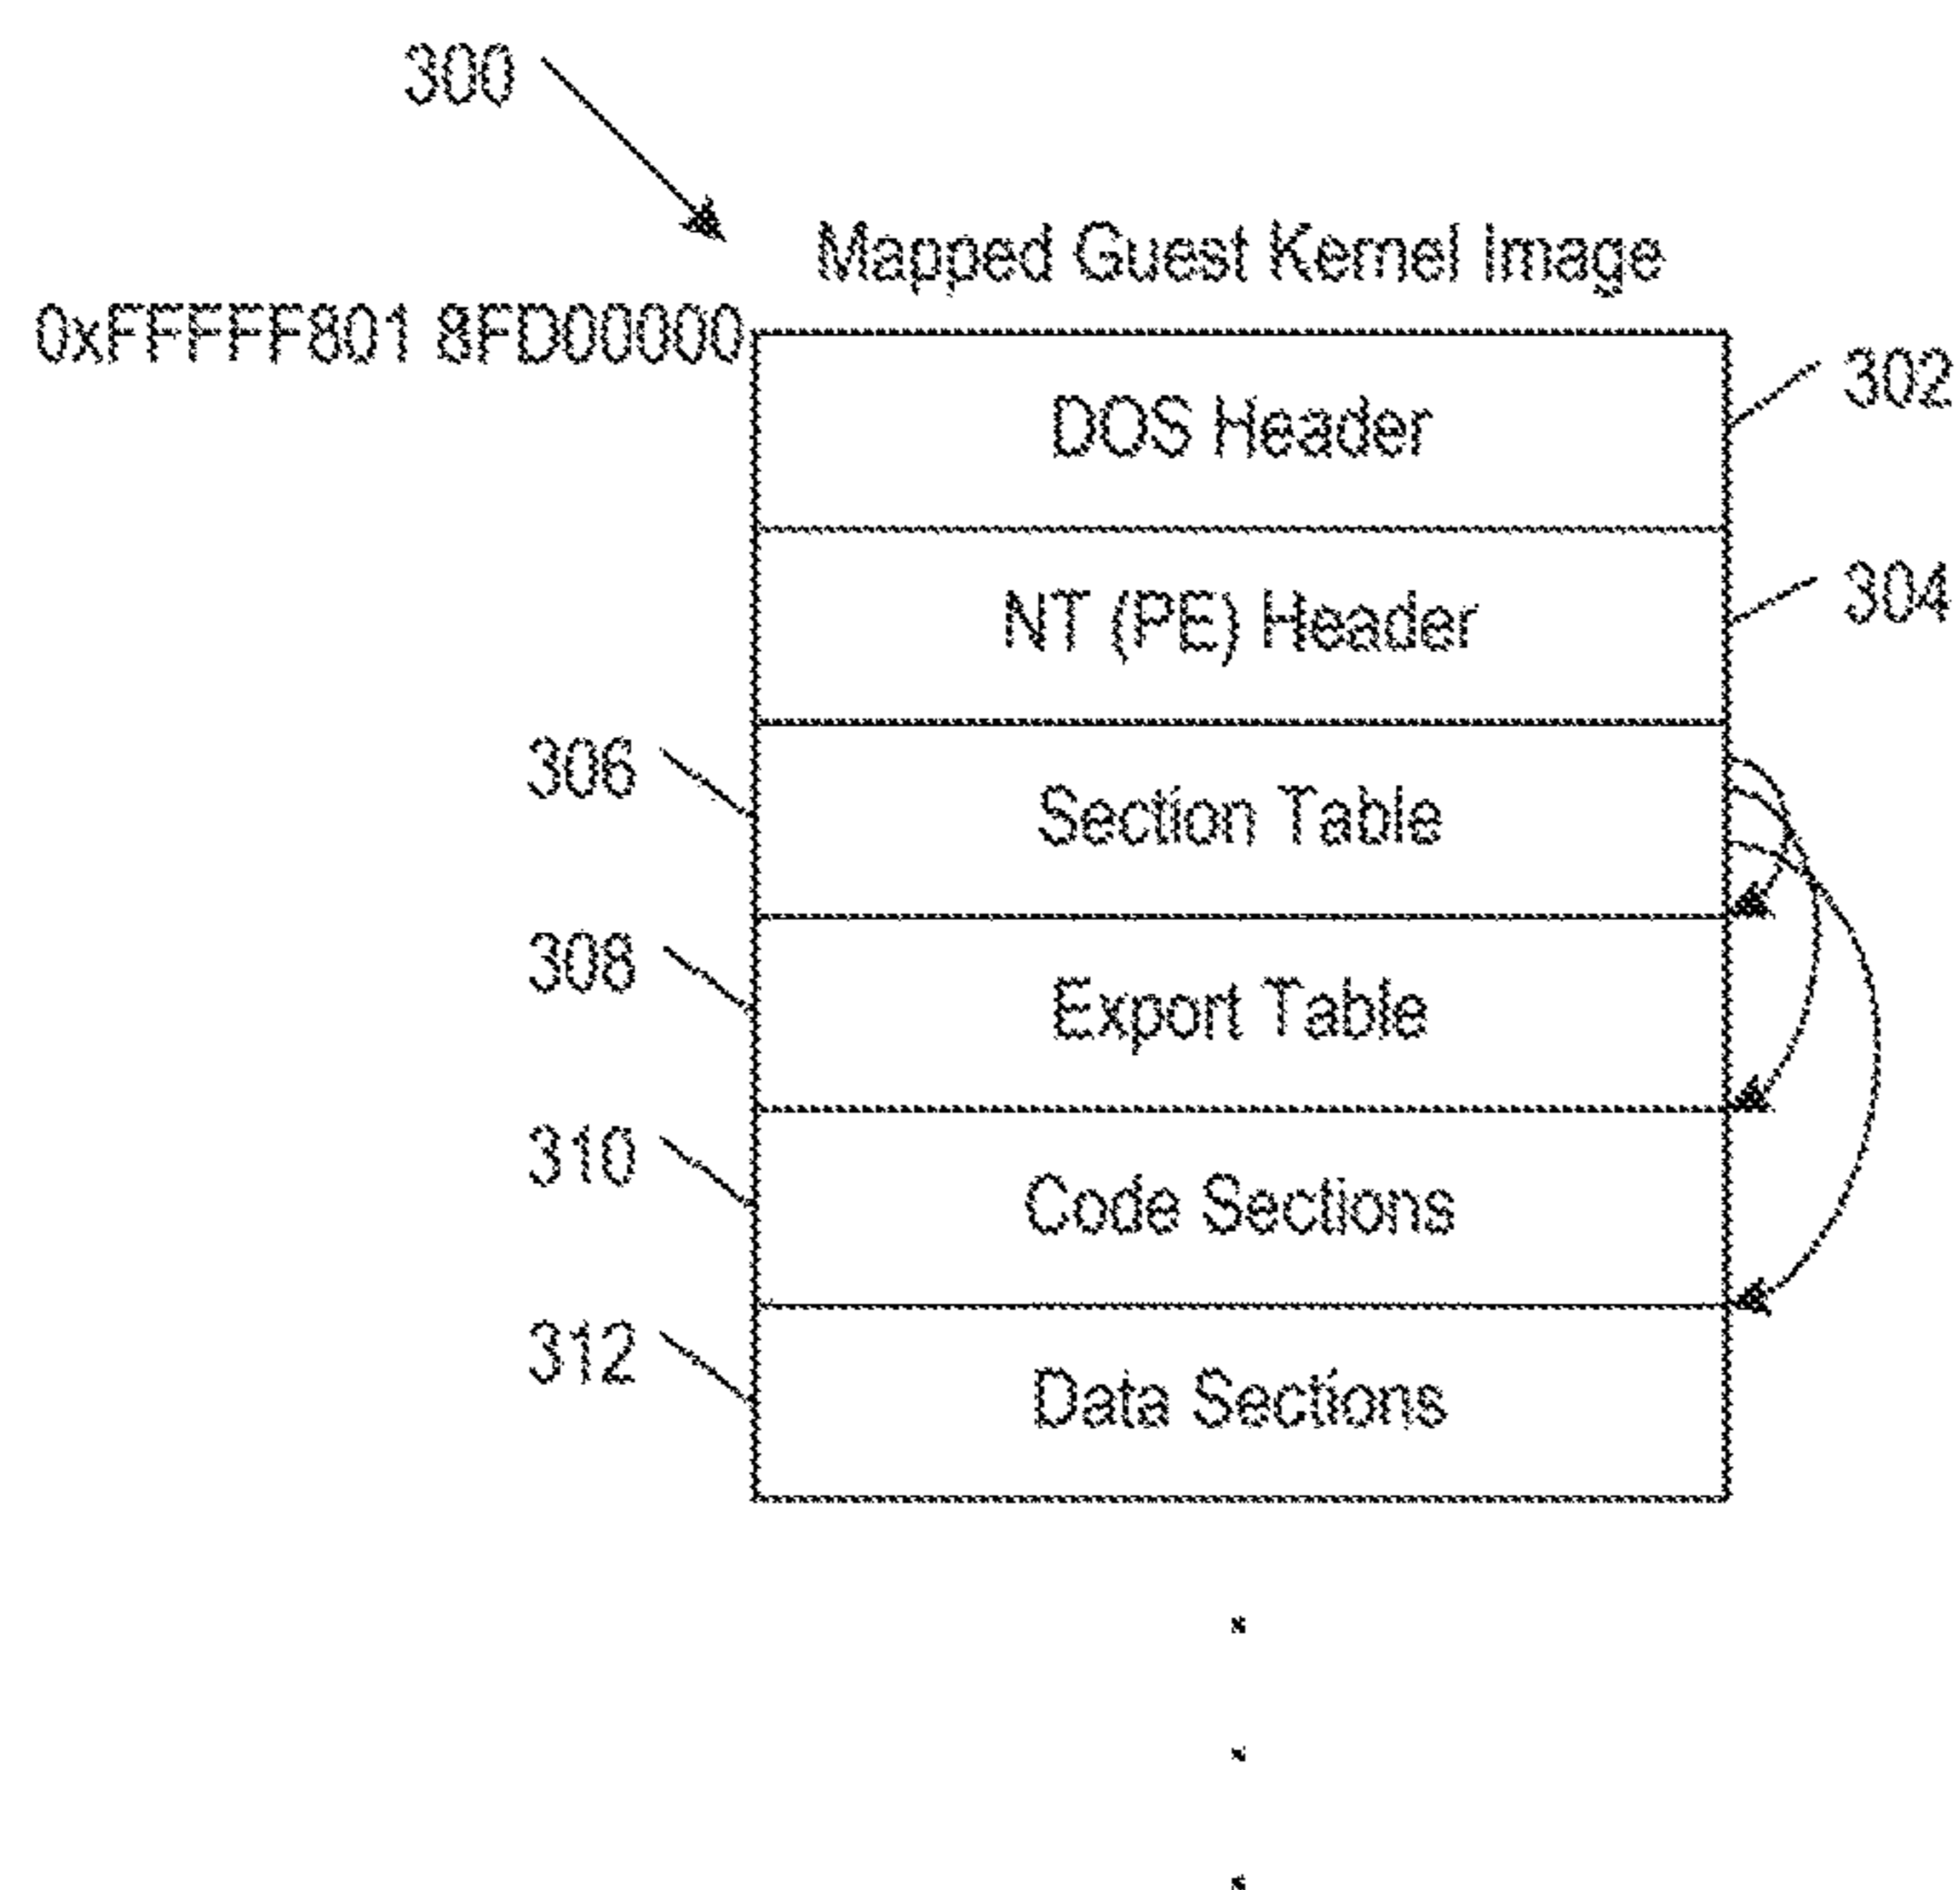 300
Mapped Guest Kernel Image
0xFFFFF801 8FD00000
DOS Header
302
NT (PE) Header
304
306
Section Table
308
Export Table
310
Code Sections
312
Data Sections